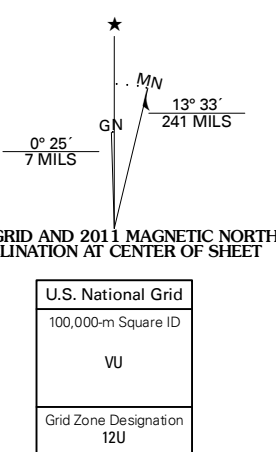 ★
MN
GN
13° 33´
241 MILS
0° 25´
7 MILS
GRID AND 2011 MAGNETIC NORTH
LINATION AT CENTER OF SHEET
U.S. National Grid
100,000-m Square ID
VU
Grid Zone Designation
12U